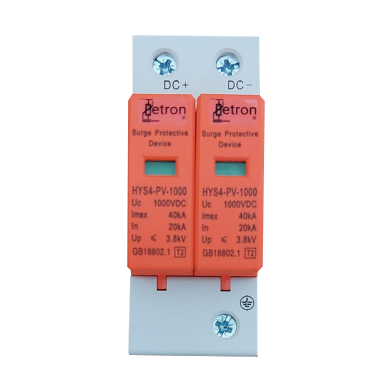 DC+ DC-
etron etron
Surge Protective Surge Protective
Device Device
HYS4-PV-1000 HYS4-PV-1000
Uc 1000VDC Uc 1000VDC
Imax 40kA Imax 40kA
In 20kA In 20kA
Up ≤ 3.8kV Up ≤ 3.8kV
GB18802.1 T2 GB18802.1 T2